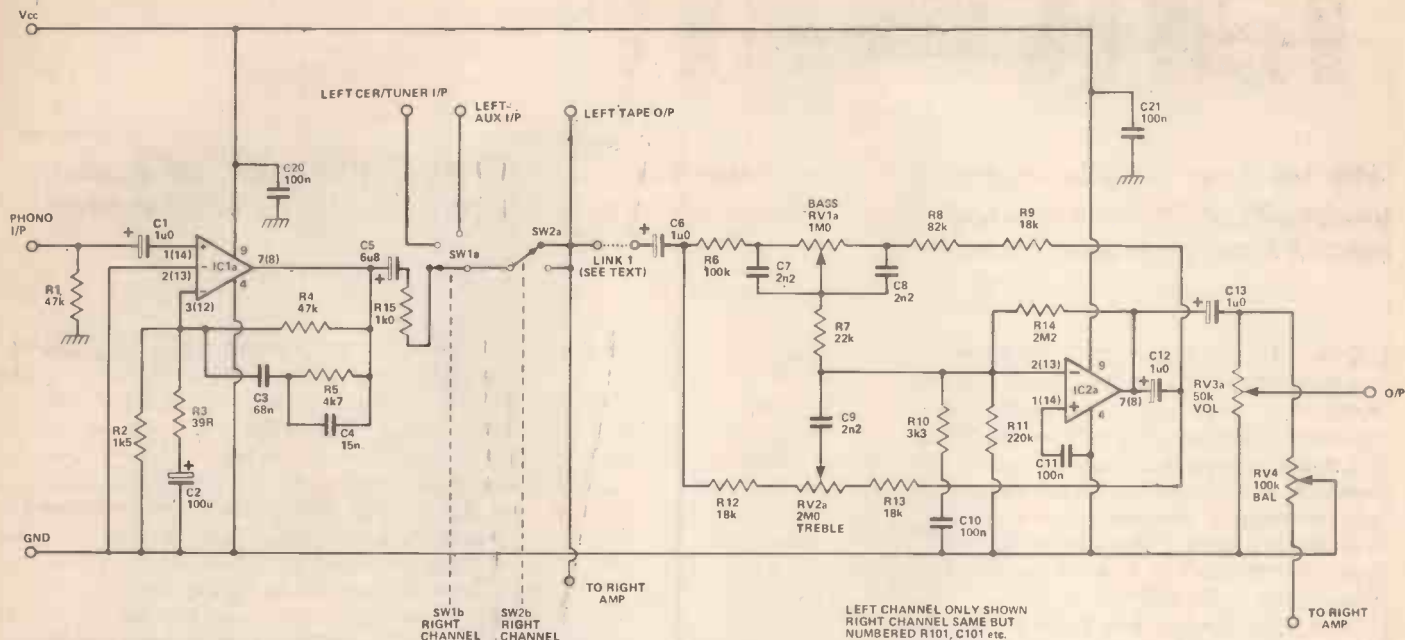 Vcc
LEFT CER/TUNER I/P
LEFT
AUX I/P
LEFT TAPE O/P
C21
100n
C20
100n
PHONO
I/P
C1
1u0
+
1(14)
2(13)
3(12)
+
−
−
IC1a
9
4
7(8)
C5
6u8
+
R15
1k0
SW1a
SW2a
LINK 1
(SEE TEXT)
+
C6
1u0
R6
100k
BASS
RV1a
1M0
R8
82k
R9
18k
C7
2n2
C8
2n2
R1
47k
R4
47k
R5
4k7
C3
68n
C4
15n
R2
1k5
R3
39R
+
C2
100u
R7
22k
C9
2n2
R10
3k3
R11
220k
R14
2M2
2(13)
1(14)
−
+
IC2a
9
4
7(8)
C11
100n
C12
1u0
+
C13
1u0
+
RV3a
50k
VOL
O/P
RV4
100k
BAL
R12
18k
RV2a
2M0
TREBLE
R13
18k
C10
100n
GND
TO RIGHT
AMP
SW1b
RIGHT
CHANNEL
SW2b
RIGHT
CHANNEL
LEFT CHANNEL ONLY SHOWN
RIGHT CHANNEL SAME BUT
NUMBERED R101, C101 etc.
TO RIGHT
AMP